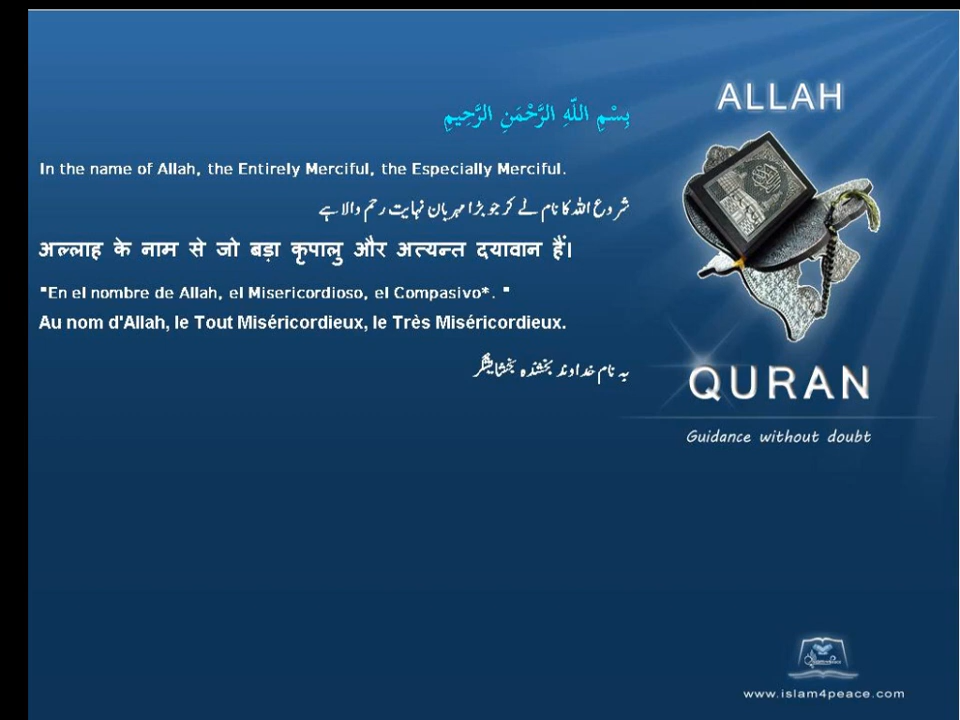 بِسْمِ اللّهِ الرَّحْمَنِ الرَّحِيمِ
In the name of Allah, the Entirely Merciful, the Especially Merciful.
شروع اللہ کا نام لے کر جو بڑا مہربان نہایت رحم والا ہے
अल्लाह के नाम से जो बड़ा कृपालु और अत्यन्त दयावान हैं।
"En el nombre de Allah, el Misericordioso, el Compasivo*. "
Au nom d'Allah, le Tout Miséricordieux, le Très Miséricordieux.
به نام خداوند بخشنده بخشایشگر
ALLAH
QURAN
Guidance without doubt
www.islam4peace.com